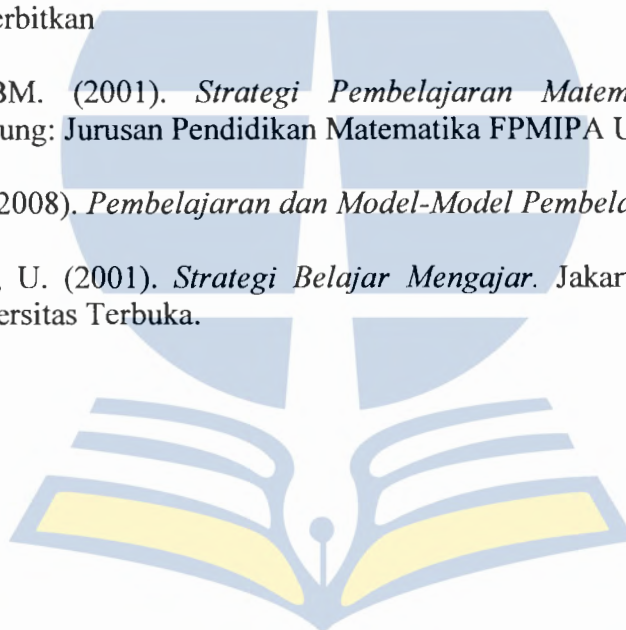 erbitkan
BM. (2001). Strategi Pembelajaran Matem
ung: Jurusan Pendidikan Matematika FPMIPA U
2008). Pembelajaran dan Model-Model Pembela
, U. (2001). Strategi Belajar Mengajar. Jakar
ersitas Terbuka.